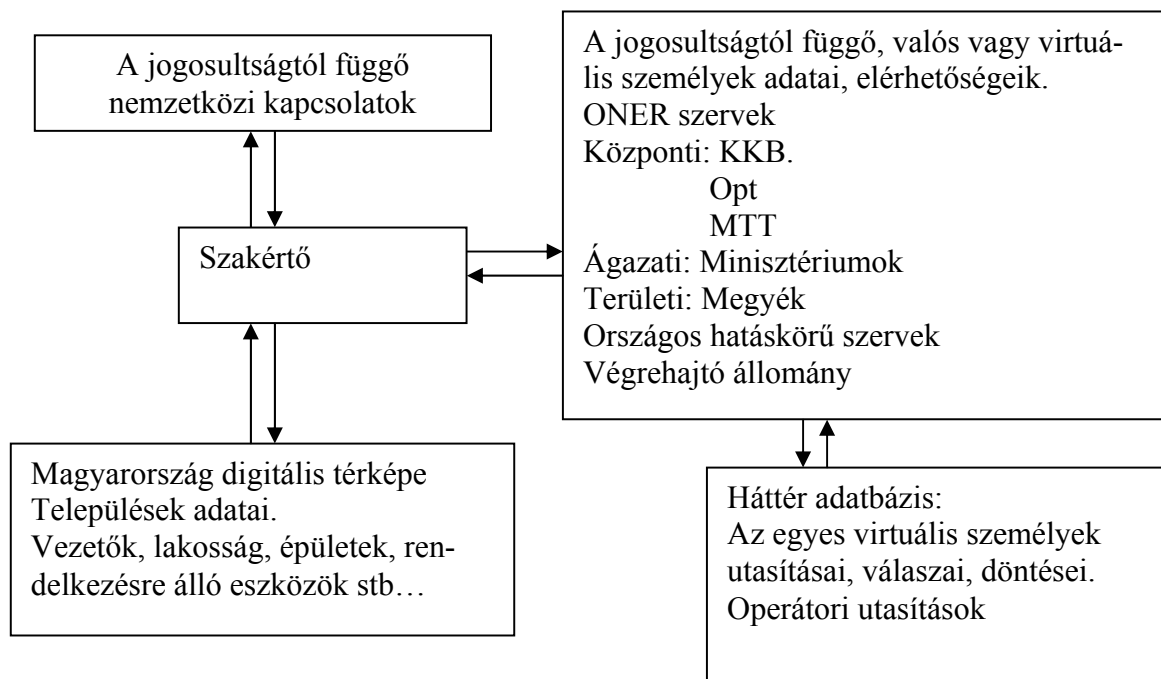 A jogosultságtól függő
nemzetközi kapcsolatok
A jogosultságtól függő, valós vagy virtuá-
lis személyek adatai, elérhetőségeik.
ONER szervek
Központi: KKB.
Opt
MTT
Ágazati: Minisztériumok
Területi: Megyék
Országos hatáskörű szervek
Végrehajtó állomány
Szakértő
Magyarország digitális térképe
Települések adatai.
Vezetők, lakosság, épületek, ren-
delkezésre álló eszközök stb…
Háttér adatbázis:
Az egyes virtuális személyek
utasításai, válaszai, döntései.
Operátori utasítások